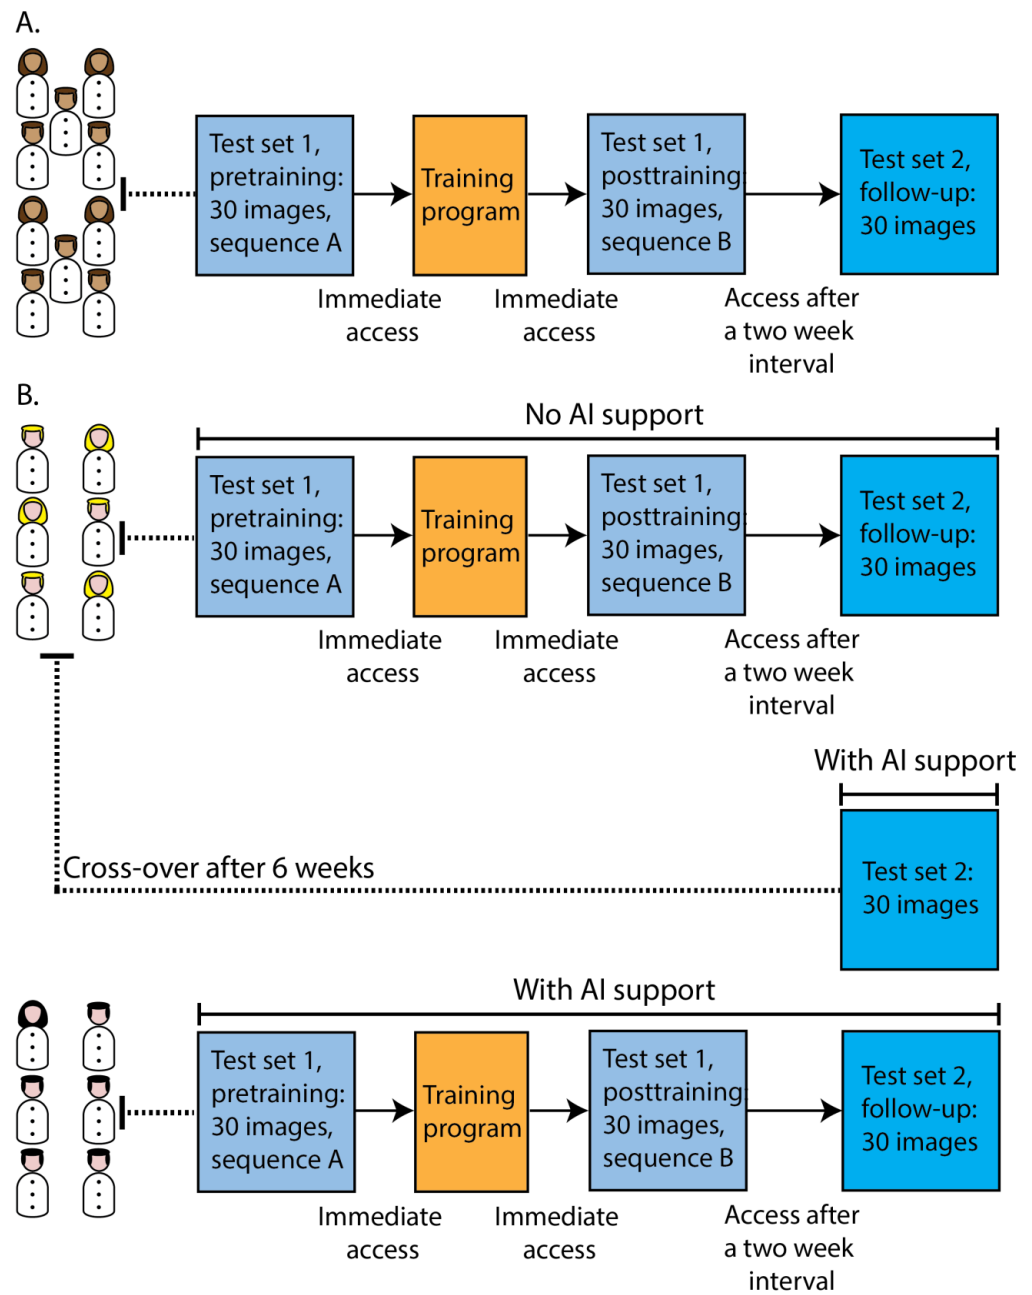 A.
Test set 1,
pretraining:
30 images,
sequence A
Training
program
Test set 1,
posttraining:
30 images,
sequence B
Test set 2,
follow-up:
30 images
Immediate
access
Immediate
access
Access after
a two week
interval
B.
No AI support
Test set 1,
pretraining:
30 images,
sequence A
Training
program
Test set 1,
posttraining:
30 images,
sequence B
Test set 2,
follow-up:
30 images
Immediate
access
Immediate
access
Access after
a two week
interval
With AI support
Cross-over after 6 weeks
Test set 2:
30 images
With AI support
Test set 1,
pretraining:
30 images,
sequence A
Training
program
Test set 1,
posttraining:
30 images,
sequence B
Test set 2,
follow-up:
30 images
Immediate
access
Immediate
access
Access after
a two week
interval